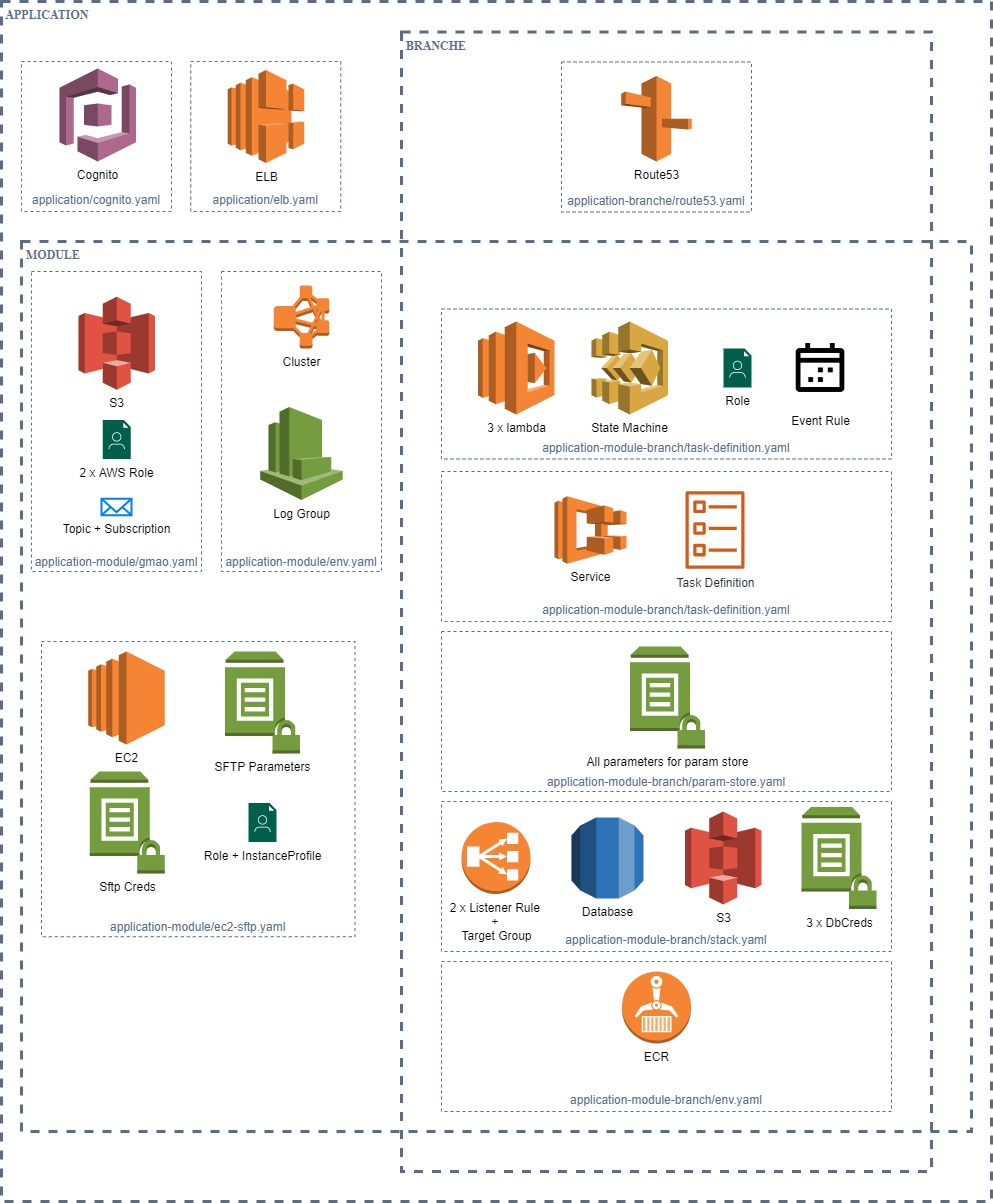 APPLICATION
BRANCHE
Cognito
application/cognito.yaml
ELB
application/elb.yaml
Route53
application-branche/route53.yaml
MODULE
S3
2 x AWS Role
Topic + Subscription
application-module/gmao.yaml
Cluster
Log Group
application-module/env.yaml
3 x lambda
State Machine
Role
Event Rule
application-module-branch/task-definition.yaml
Service
Task Definition
application-module-branch/task-definition.yaml
EC2
SFTP Parameters
Sftp Creds
Role + InstanceProfile
application-module/ec2-sftp.yaml
All parameters for param store
application-module-branch/param-store.yaml
2 x Listener Rule
+
Target Group
Database
S3
3 x DbCreds
application-module-branch/stack.yaml
ECR
application-module-branch/env.yaml